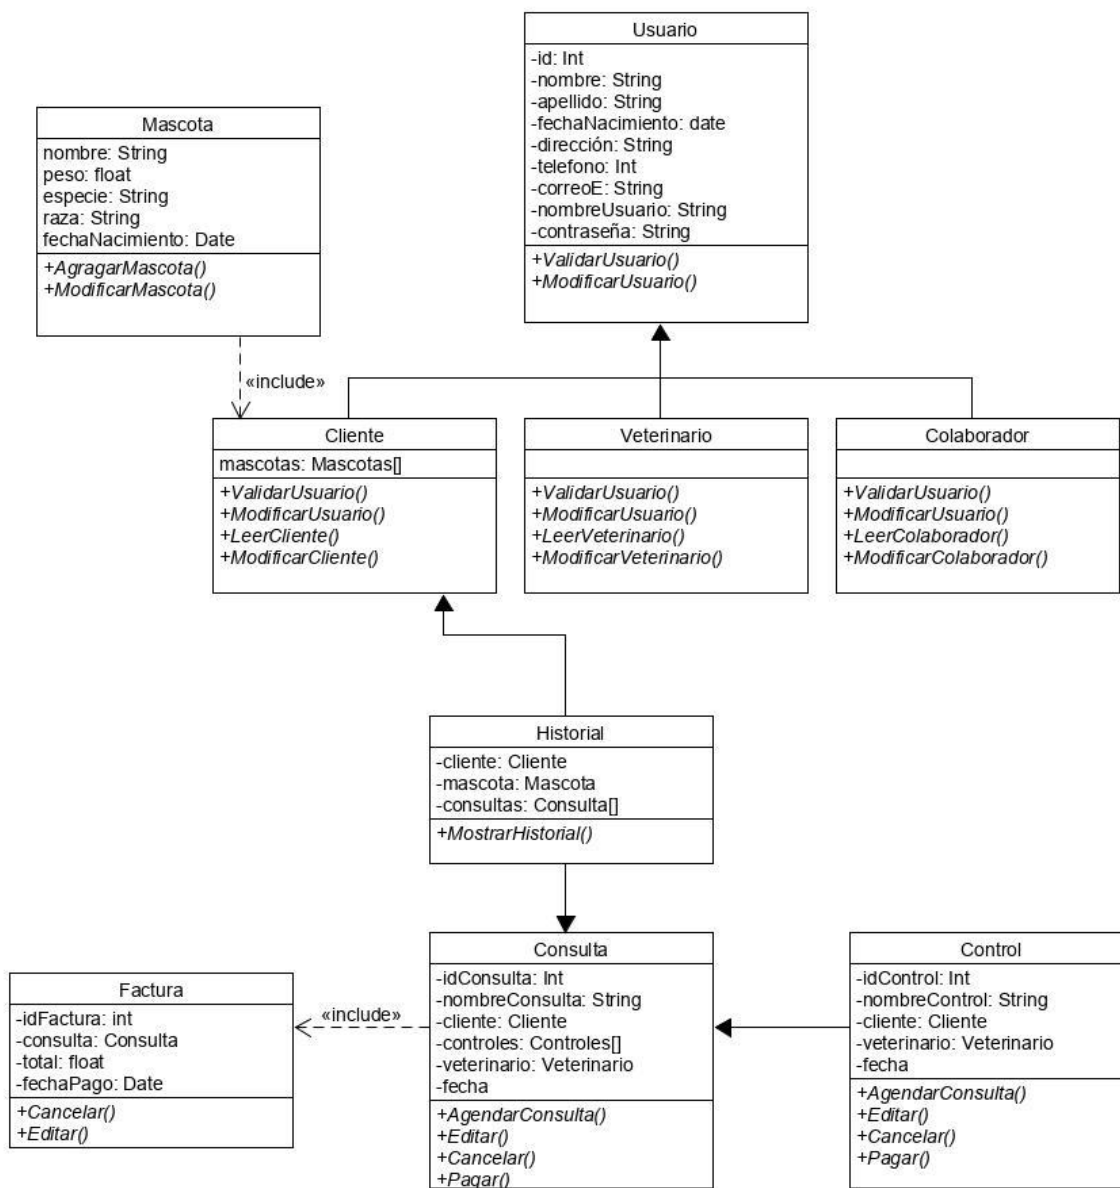 Usuario
-id: Int
-nombre: String
-apellido: String
-fechaNacimiento: date
-dirección: String
-telefono: Int
-correoE: String
-nombreUsuario: String
-contraseña: String
+ValidarUsuario()
+ModificarUsuario()
Mascota
nombre: String
peso: float
especie: String
raza: String
fechaNacimiento: Date
+AgragarMascota()
+ModificarMascota()
«include»
Cliente
mascotas: Mascotas[]
+ValidarUsuario()
+ModificarUsuario()
+LeerCliente()
+ModificarCliente()
Veterinario
+ValidarUsuario()
+ModificarUsuario()
+LeerVeterinario()
+ModificarVeterinario()
Colaborador
+ValidarUsuario()
+ModificarUsuario()
+LeerColaborador()
+ModificarColaborador()
Historial
-cliente: Cliente
-mascota: Mascota
-consultas: Consulta[]
+MostrarHistorial()
Factura
-idFactura: int
-consulta: Consulta
-total: float
-fechaPago: Date
+Cancelar()
+Editar()
«include»
Consulta
-idConsulta: Int
-nombreConsulta: String
-cliente: Cliente
-controles: Controles[]
-veterinario: Veterinario
-fecha
+AgendarConsulta()
+Editar()
+Cancelar()
+Pagar()
Control
-idControl: Int
-nombreControl: String
-cliente: Cliente
-veterinario: Veterinario
-fecha
+AgendarConsulta()
+Editar()
+Cancelar()
+Pagar()